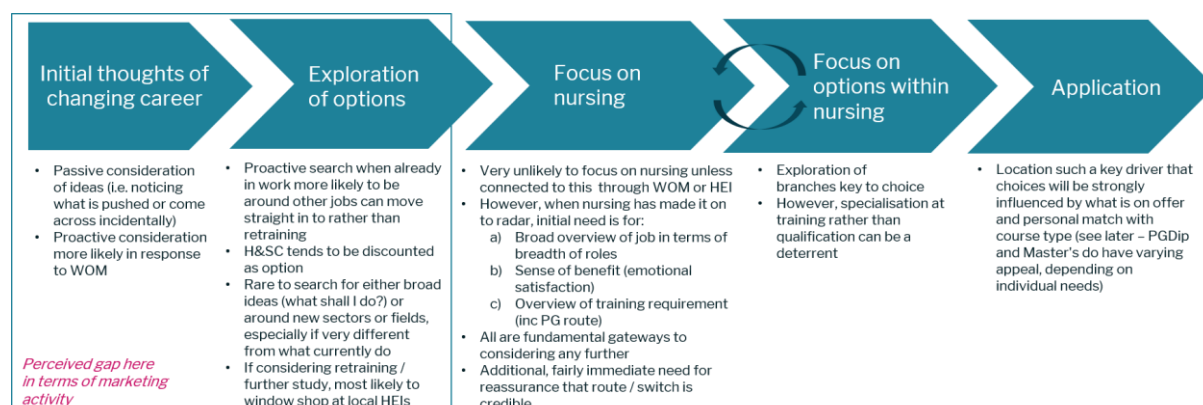 Initial thoughts of
changing career
Exploration
of options
Focus on
nursing
Focus on
options within
nursing
Application
• Passive consideration
of ideas (i.e. noticing
what is pushed or come
across incidentally)
• Proactive consideration
more likely in response
to WOM
Perceived gap here
in terms of marketing
activity
• Proactive search when already
in work more likely to be
around other jobs can move
straight in to rather than
retraining
• H&SC tends to be discounted
as option
• Rare to search for either broad
ideas (what shall I do?) or
around new sectors or fields,
especially if very different
from what currently do
• If considering retraining /
further study, most likely to
window shop at local HEIs
• Very unlikely to focus on nursing unless
connected to this through WOM or HEI
• However, when nursing has made it on
to radar, initial need is for:
a) Broad overview of job in terms of
breadth of roles
b) Sense of benefit (emotional
satisfaction)
c) Overview of training requirement
(inc PG route)
• All are fundamental gateways to
considering any further
• Additional, fairly immediate need for
reassurance that route / switch is
credible
• Exploration of
branches key to choice
• However, specialisation at
training rather than
qualification can be a
deterrent
• Location such a key driver that
choices will be strongly
influenced by what is on offer
and personal match with
course type (see later – PGDip
and Master's do have varying
appeal, depending on
individual needs)